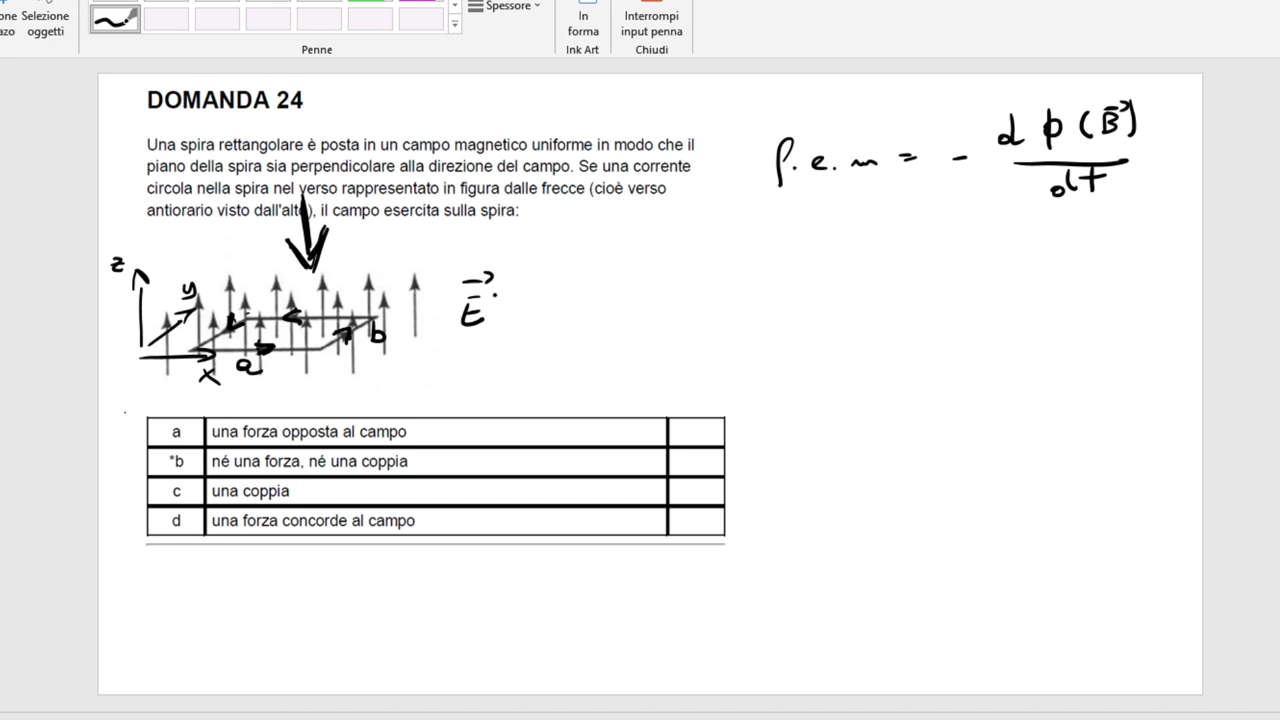 one
Selezione
azo
oggetti
Spessore
In
forma
Interrompi
input penna
Penne
Ink Art
Chiudi
DOMANDA 24
Una spira rettangolare è posta in un campo magnetico uniforme in modo che il
piano della spira sia perpendicolare alla direzione del campo. Se una corrente
circola nella spira nel verso rappresentato in figura dalle frecce (cioè verso
antiorario visto dall'alto), il campo esercita sulla spira:
f.e.m = - d φ (B)
dt
z
y
x
a
b
E
a una forza opposta al campo
*b né una forza, né una coppia
c una coppia
d una forza concorde al campo